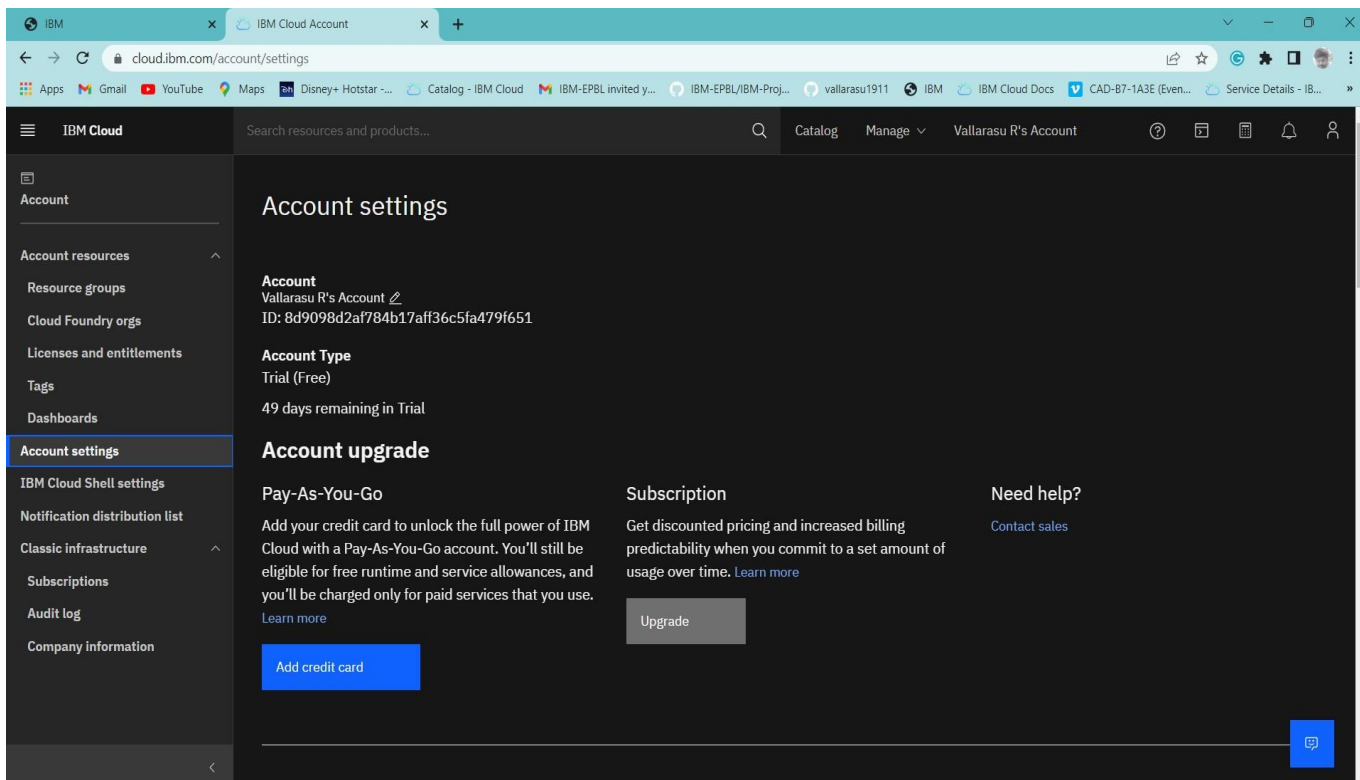 IBM
IBM Cloud Account
cloud.ibm.com/account/settings
Apps
Gmail
YouTube
Maps
Disney+ Hotstar -...
Catalog - IBM Cloud
IBM-EPBL invited y...
IBM-EPBL/IBM-Proj...
vallarasu1911
IBM
IBM Cloud Docs
CAD-B7-1A3E (Even...
Service Details - IB...
»
IBM Cloud
Search resources and products...
Catalog
Manage
Vallarasu R's Account
Account
Account resources
Resource groups
Cloud Foundry orgs
Licenses and entitlements
Tags
Dashboards
Account settings
IBM Cloud Shell settings
Notification distribution list
Classic infrastructure
Subscriptions
Audit log
Company information
Account settings
Account
Vallarasu R's Account
ID: 8d9098d2af784b17aff36c5fa479f651
Account Type
Trial (Free)
49 days remaining in Trial
Account upgrade
Pay-As-You-Go
Add your credit card to unlock the full power of IBM
Cloud with a Pay-As-You-Go account. You'll still be
eligible for free runtime and service allowances, and
you'll be charged only for paid services that you use.
Learn more
Add credit card
Subscription
Get discounted pricing and increased billing
predictability when you commit to a set amount of
usage over time. Learn more
Upgrade
Need help?
Contact sales